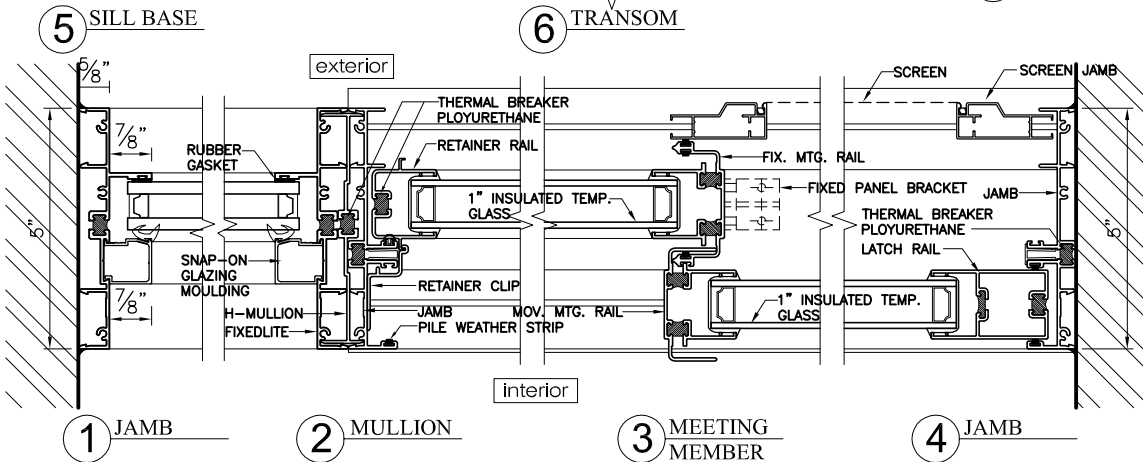 5 SILL BASE
6 TRANSOM
5/8"
exterior
SCREEN
SCREEN JAMB
THERMAL BREAKER
PLOYURETHANE
7/8"
RUBBER
GASKET
RETAINER RAIL
FIX. MTG. RAIL
1" INSULATED TEMP.
GLASS
FIXED PANEL BRACKET
JAMB
THERMAL BREAKER
PLOYURETHANE
5"
5"
LATCH RAIL
SNAP-ON
GLAZING
MOULDING
7/8"
RETAINER CLIP
1" INSULATED TEMP.
GLASS
H-MULLION
JAMB
MOV. MTG. RAIL
FIXEDLITE
PILE WEATHER STRIP
interior
1 JAMB
2 MULLION
3 MEETING
MEMBER
4 JAMB